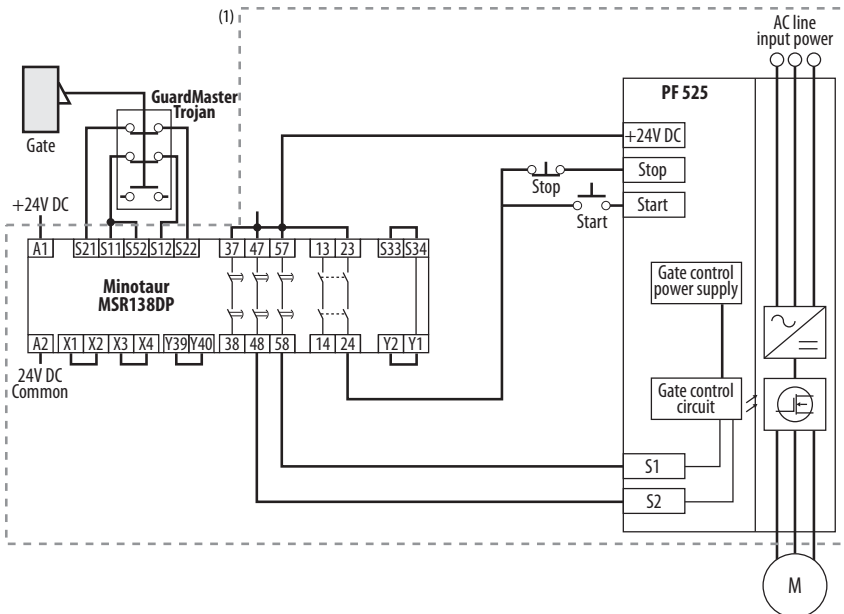 (1)
AC line
input power
GuardMaster
Trojan
PF 525
Gate
+24V DC
Stop
Stop
Start
Start
+24V DC
A1 S21 S11 S52 S12 S22 37 47 57 13 23 S33 S34
Minotaur
MSR138DP
Gate control
power supply
A2 X1 X2 X3 X4 Y39 Y40 38 48 58 14 24 Y2 Y1
24V DC
Common
Gate control
circuit
S1
S2
M